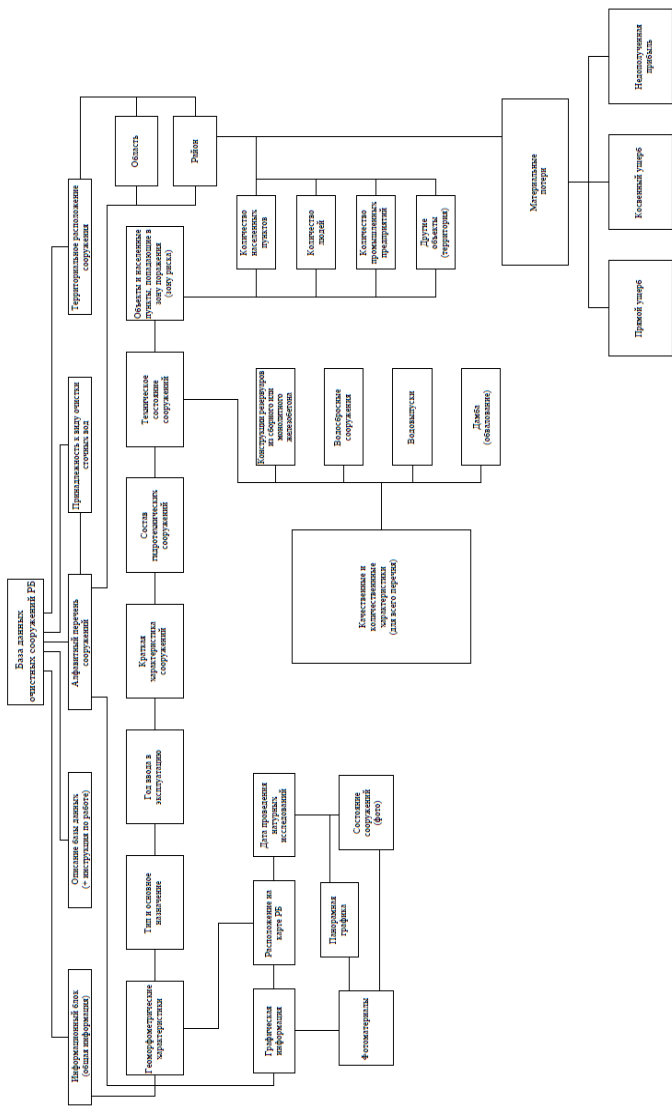 База данных
очистных сооружений РБ
Информационный блок
(общая информация)
Описание базы данных
(+ инструкция по работе)
Алфавитный перечень
сооружений
Принадлежность к виду очистки
сточных вод
Территориальное расположение
сооружения
Область
Район
Геоморфометрические
характеристики
Тип и основное
назначение
Год ввода в
эксплуатацию
Краткая
характеристика
сооружений
Состав
гидротехнических
сооружений
Техническое
состояние
сооружений
Объекты и населенные
пункты, попадающие в
зону поражения
(зону риска)
Графическая
информация
Расположение на
карте РБ
Дата проведения
натурных
исследований
Фотоматериалы
Панорамная
графика
Состояние
сооружений
(фото)
Качественные и
количественные
характеристики
(для всего перечня)
Конструкция резервуаров
из сборного или
монолитного
железобетона
Водосбросные
сооружения
Водовыпуски
Дамба
(обвалование)
Количество
населенных
пунктов
Количество
людей
Количество
промышленных
предприятий
Другие
объекты
(территория)
Материальные
потери
Прямой ущерб
Косвенный ущерб
Недополученная
прибыль